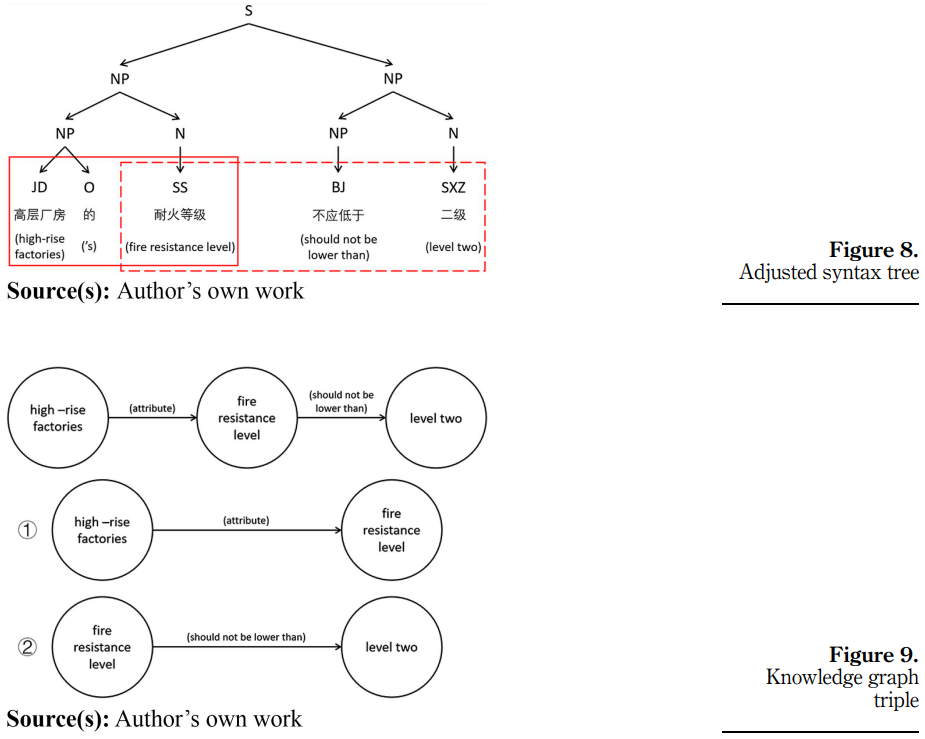 S
NP NP
NP N NP N
JD O SS BJ SXZ
高层厂房 的 耐火等级 不应低于 二级
(high-rise factories) ('s) (fire resistance level) (should not be lower than) (level two)
Figure 8.
Adjusted syntax tree
Source(s): Author's own work
high –rise factories
(attribute)
fire
resistance
level
(should not be
lower than)
level two
①
high –rise
factories
(attribute)
fire
resistance
level
②
fire
resistance
level
(should not be lower than)
level two
Figure 9.
Knowledge graph
triple
Source(s): Author's own work